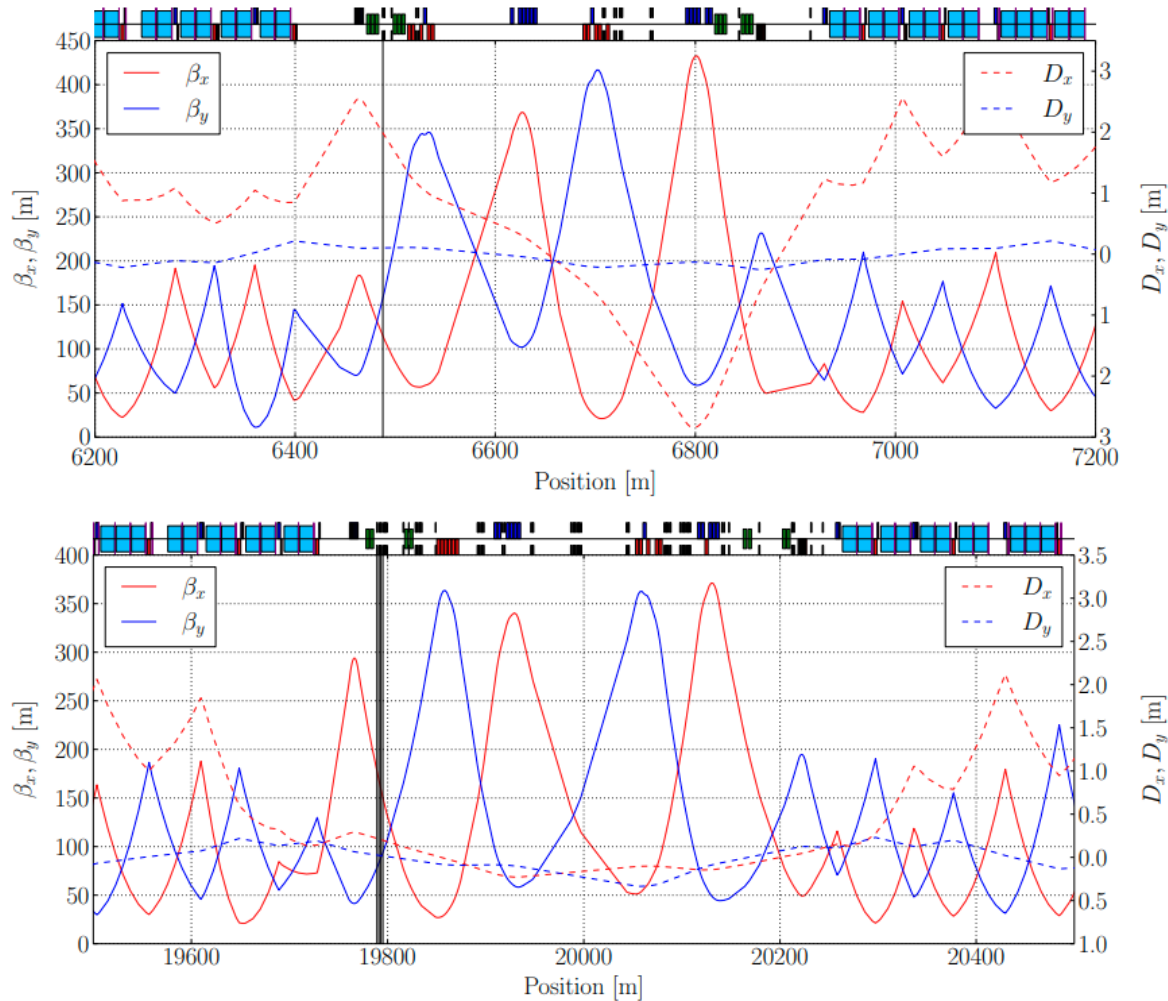 450
400
350
300
250
200
150
100
50
0
βx, βy [m]
βx
βy
Dx
Dy
3
2
1
0
1
2
3
Dx, Dy [m]
6200 6400 6600 6800 7000 7200
Position [m]
400
350
300
250
200
150
100
50
0
βx, βy [m]
βx
βy
Dx
Dy
3.5
3.0
2.5
2.0
1.5
1.0
0.5
0.0
0.5
1.0
Dx, Dy [m]
19600 19800 20000 20200 20400
Position [m]